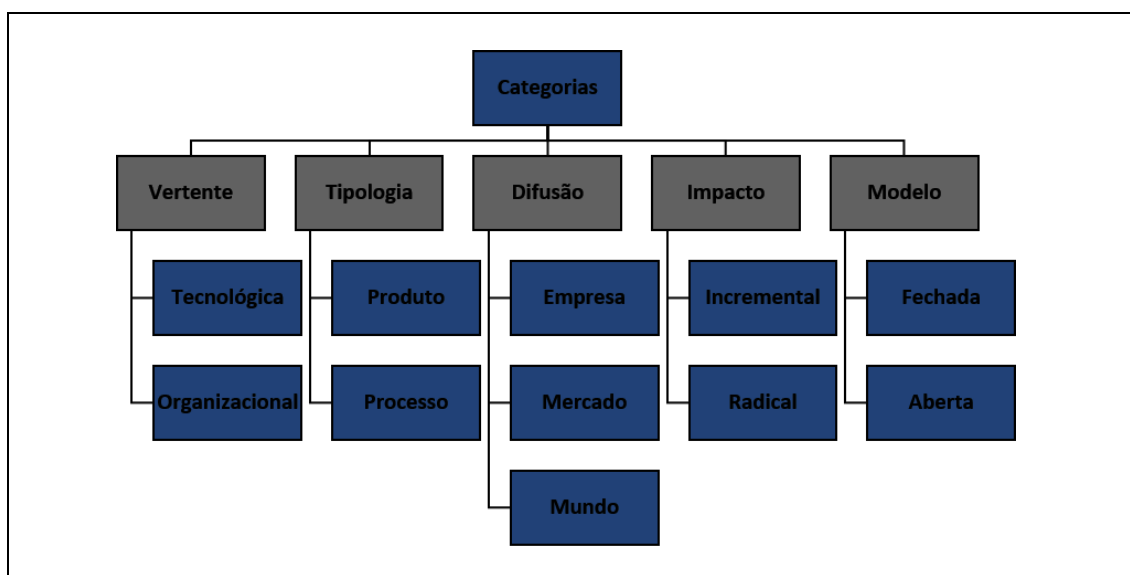 Categorias
Vertente
Tipologia
Difusão
Impacto
Modelo
Tecnológica
Produto
Empresa
Incremental
Fechada
Organizacional
Processo
Mercado
Radical
Aberta
Mundo